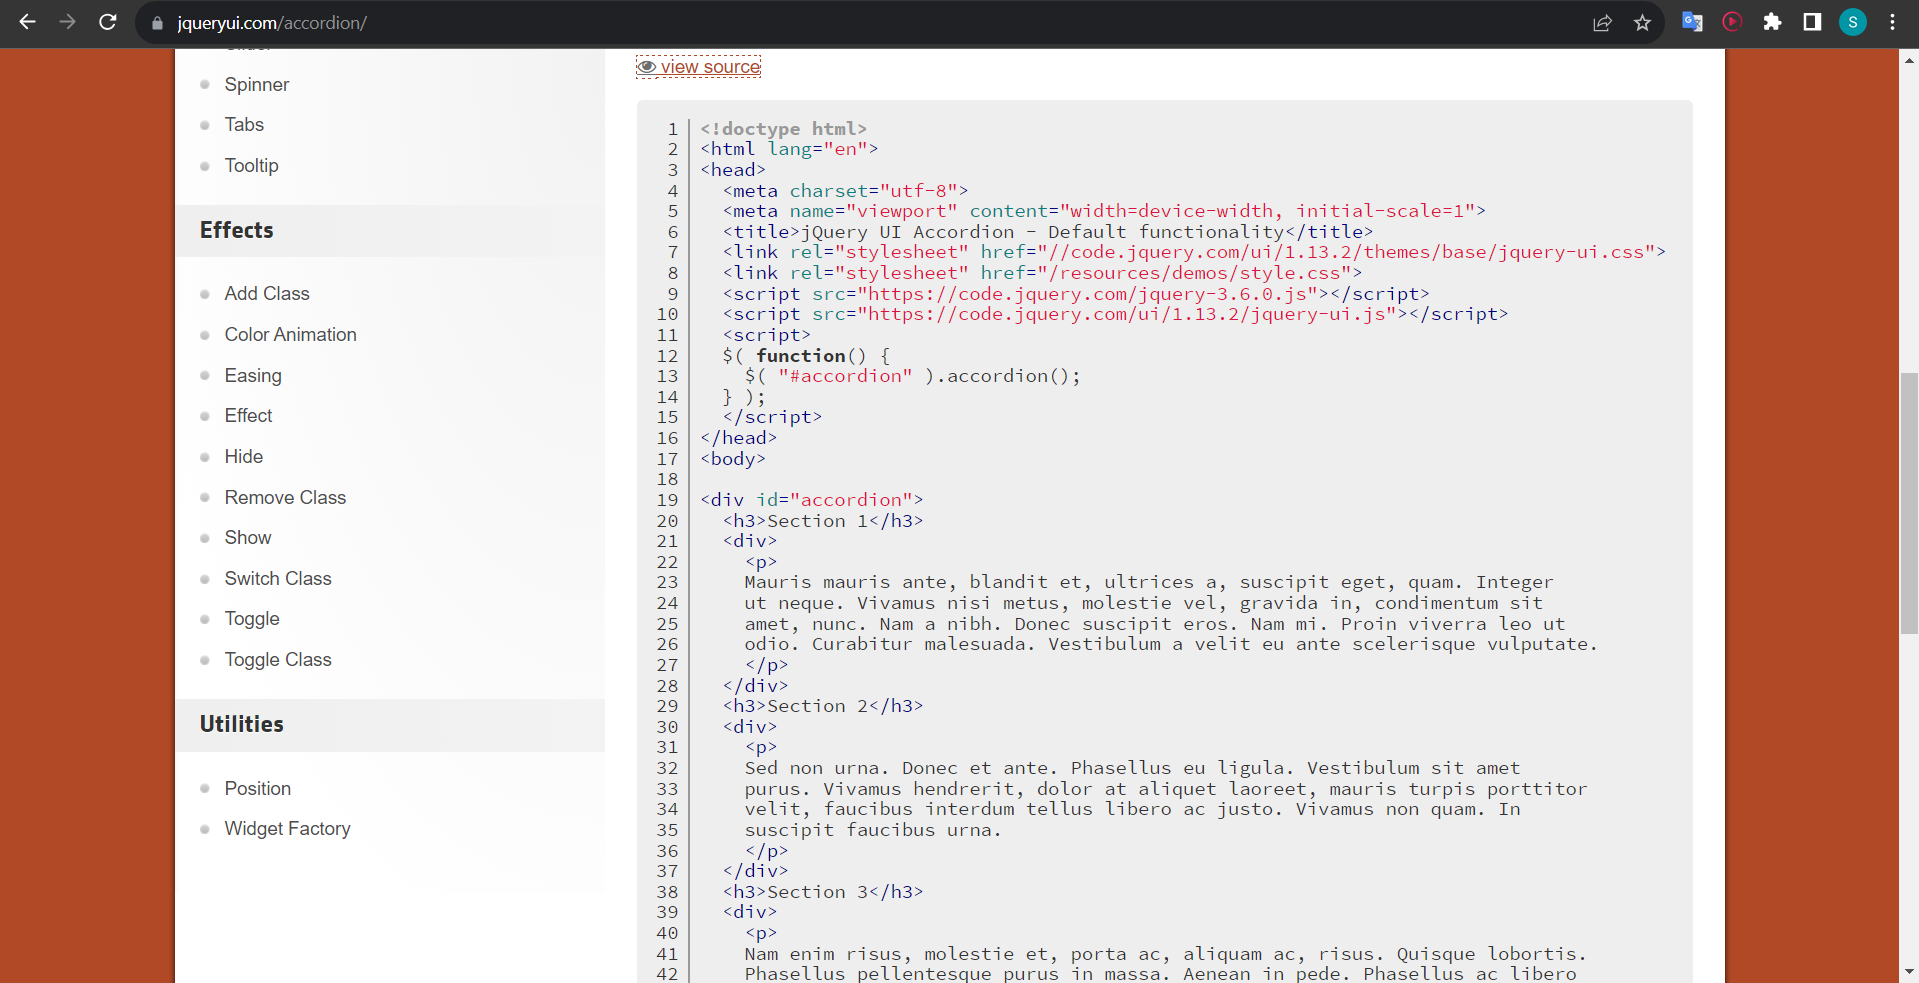 jqueryui.com/accordion/
S
Spinner
Tabs
Tooltip
Effects
Add Class
Color Animation
Easing
Effect
Hide
Remove Class
Show
Switch Class
Toggle
Toggle Class
Utilities
Position
Widget Factory
view source
1 <!doctype html>
2 <html lang="en">
3 <head>
4 <meta charset="utf-8">
5 <meta name="viewport" content="width=device-width, initial-scale=1">
6 <title>jQuery UI Accordion - Default functionality</title>
7 <link rel="stylesheet" href="//code.jquery.com/ui/1.13.2/themes/base/jquery-ui.css">
8 <link rel="stylesheet" href="/resources/demos/style.css">
9 <script src="https://code.jquery.com/jquery-3.6.0.js"></script>
10 <script src="https://code.jquery.com/ui/1.13.2/jquery-ui.js"></script>
11 <script>
12 $( function() {
13 $( "#accordion" ).accordion();
14 } );
15 </script>
16 </head>
17 <body>
18
19 <div id="accordion">
20 <h3>Section 1</h3>
21 <div>
22 <p>
23 Mauris mauris ante, blandit et, ultrices a, suscipit eget, quam. Integer
24 ut neque. Vivamus nisi metus, molestie vel, gravida in, condimentum sit
25 amet, nunc. Nam a nibh. Donec suscipit eros. Nam mi. Proin viverra leo ut
26 odio. Curabitur malesuada. Vestibulum a velit eu ante scelerisque vulputate.
27 </p>
28 </div>
29 <h3>Section 2</h3>
30 <div>
31 <p>
32 Sed non urna. Donec et ante. Phasellus eu ligula. Vestibulum sit amet
33 purus. Vivamus hendrerit, dolor at aliquet laoreet, mauris turpis porttitor
34 velit, faucibus interdum tellus libero ac justo. Vivamus non quam. In
35 suscipit faucibus urna.
36 </p>
37 </div>
38 <h3>Section 3</h3>
39 <div>
40 <p>
41 Nam enim risus, molestie et, porta ac, aliquam ac, risus. Quisque lobortis.
42 Phasellus pellentesque purus in massa. Aenean in pede. Phasellus ac libero